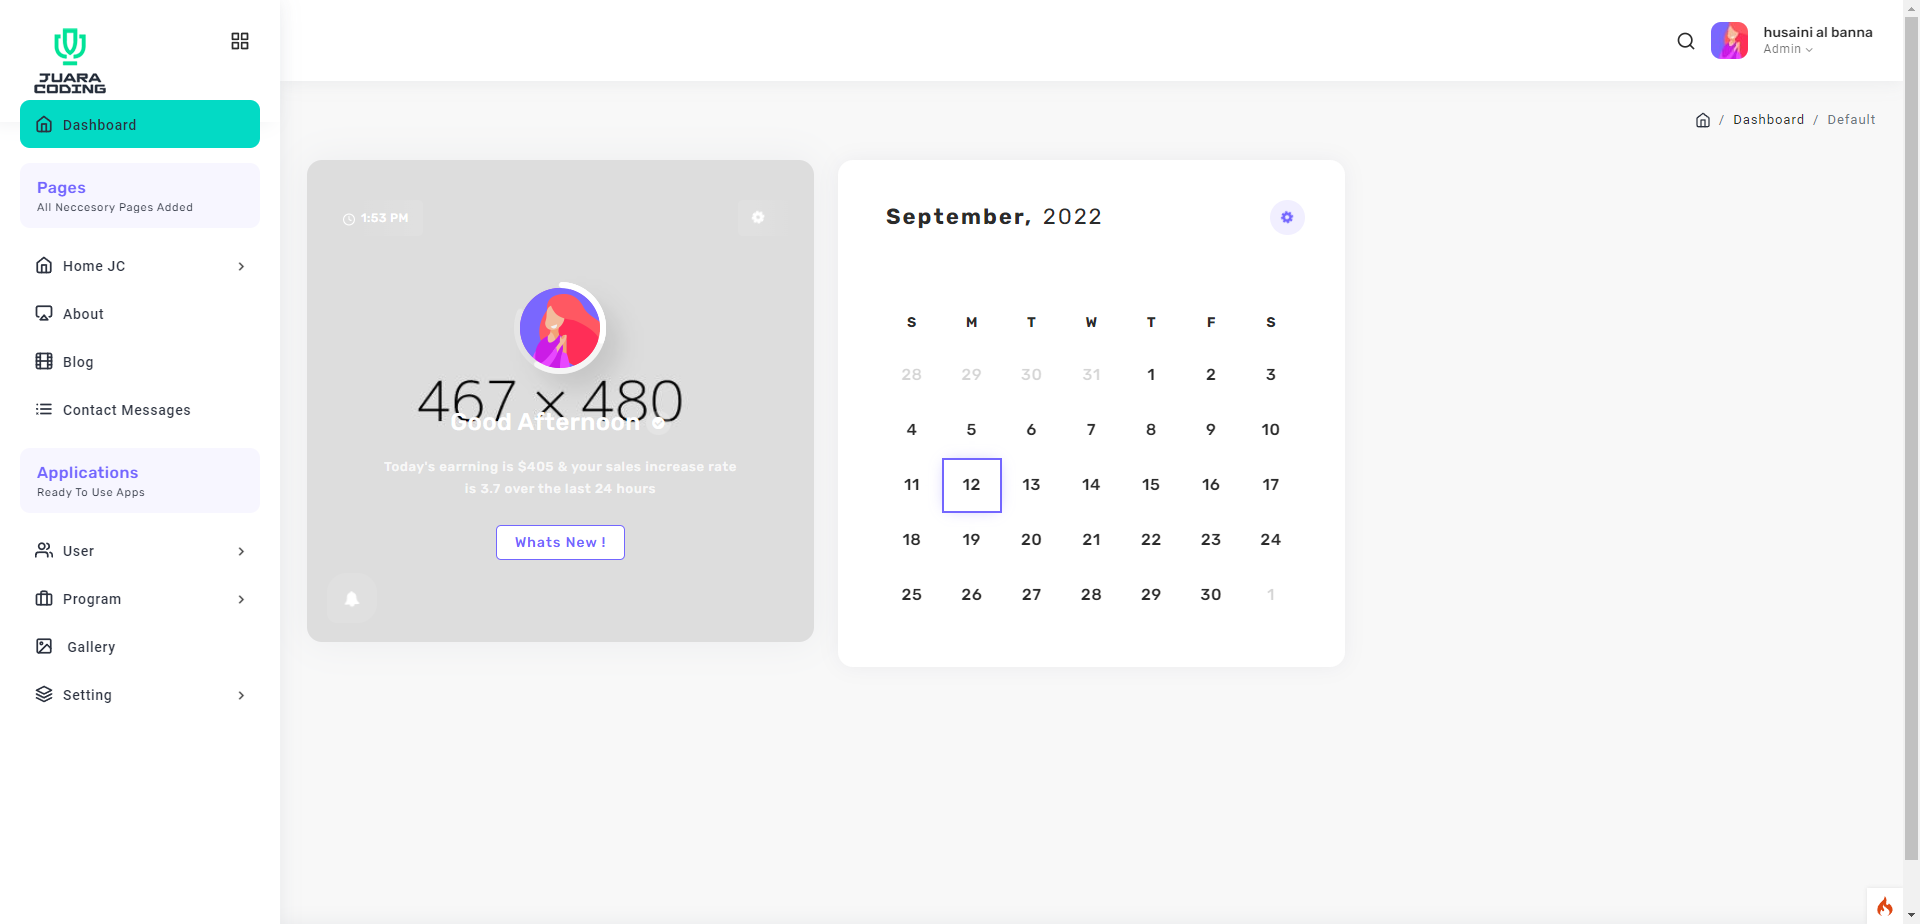 JUARA
CODING
husaini al banna
Admin
Dashboard
/ Dashboard / Default
Pages
All Neccesory Pages Added
Home JC
About
Blog
Contact Messages
Applications
Ready To Use Apps
User
Program
Gallery
Setting
1:53 PM
467 × 480
Good Afternoon
Today's earrning is $405 & your sales increase rate
is 3.7 over the last 24 hours
Whats New !
September, 2022
S M T W T F S
28 29 30 31 1 2 3
4 5 6 7 8 9 10
11 12 13 14 15 16 17
18 19 20 21 22 23 24
25 26 27 28 29 30 1